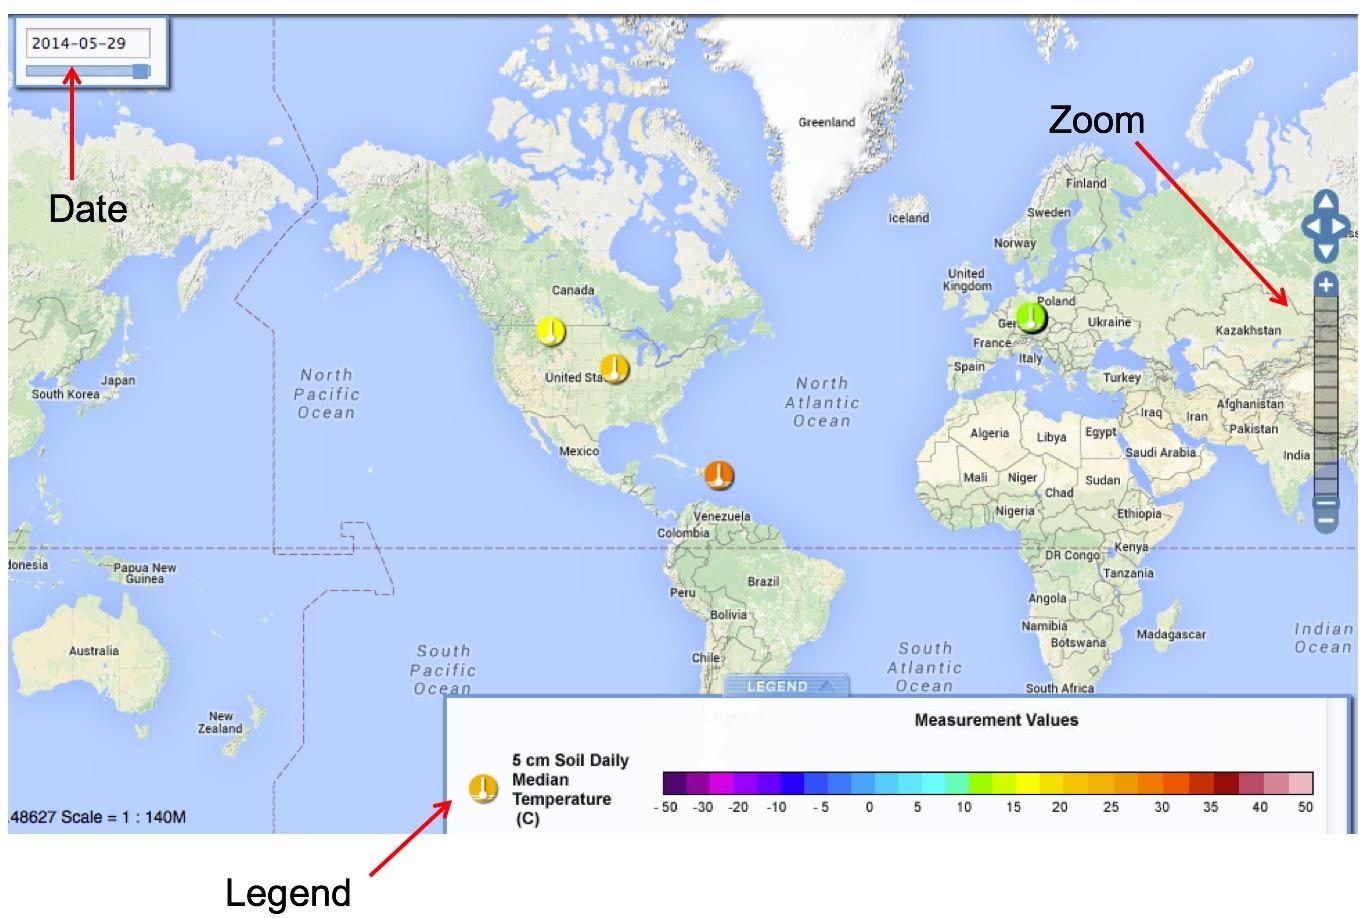 2014-05-29
Date
Zoom
Greenland
Iceland
Finland
Sweden
Norway
United
Kingdom
Poland
Ger
Ukraine
Kazakhstan
France
Italy
Spain
Turkey
Canada
United Sta
Mexico
North
Pacific
Ocean
North
Atlantic
Ocean
Japan
South Korea
Afghanistan
Iraq
Iran
Pakistan
India
Algeria
Libya
Egypt
Saudi Arabia
Mali
Niger
Chad
Sudan
Nigeria
Ethiopia
Venezuela
Colombia
DR Congo
Kenya
Tanzania
donesia
Papua New
Guinea
Peru
Brazil
Bolivia
Angola
Namibia
Botswana
Madagascar
Australia
Chile
South Africa
South
Pacific
Ocean
South
Atlantic
Ocean
Indian
Ocean
New
Zealand
LEGEND
Argentina
Measurement Values
5 cm Soil Daily
Median
Temperature
(C)
-50 -30 -20 -10 -5 0 5 10 15 20 25 30 35 40 50
.48627 Scale = 1 : 140M
Legend